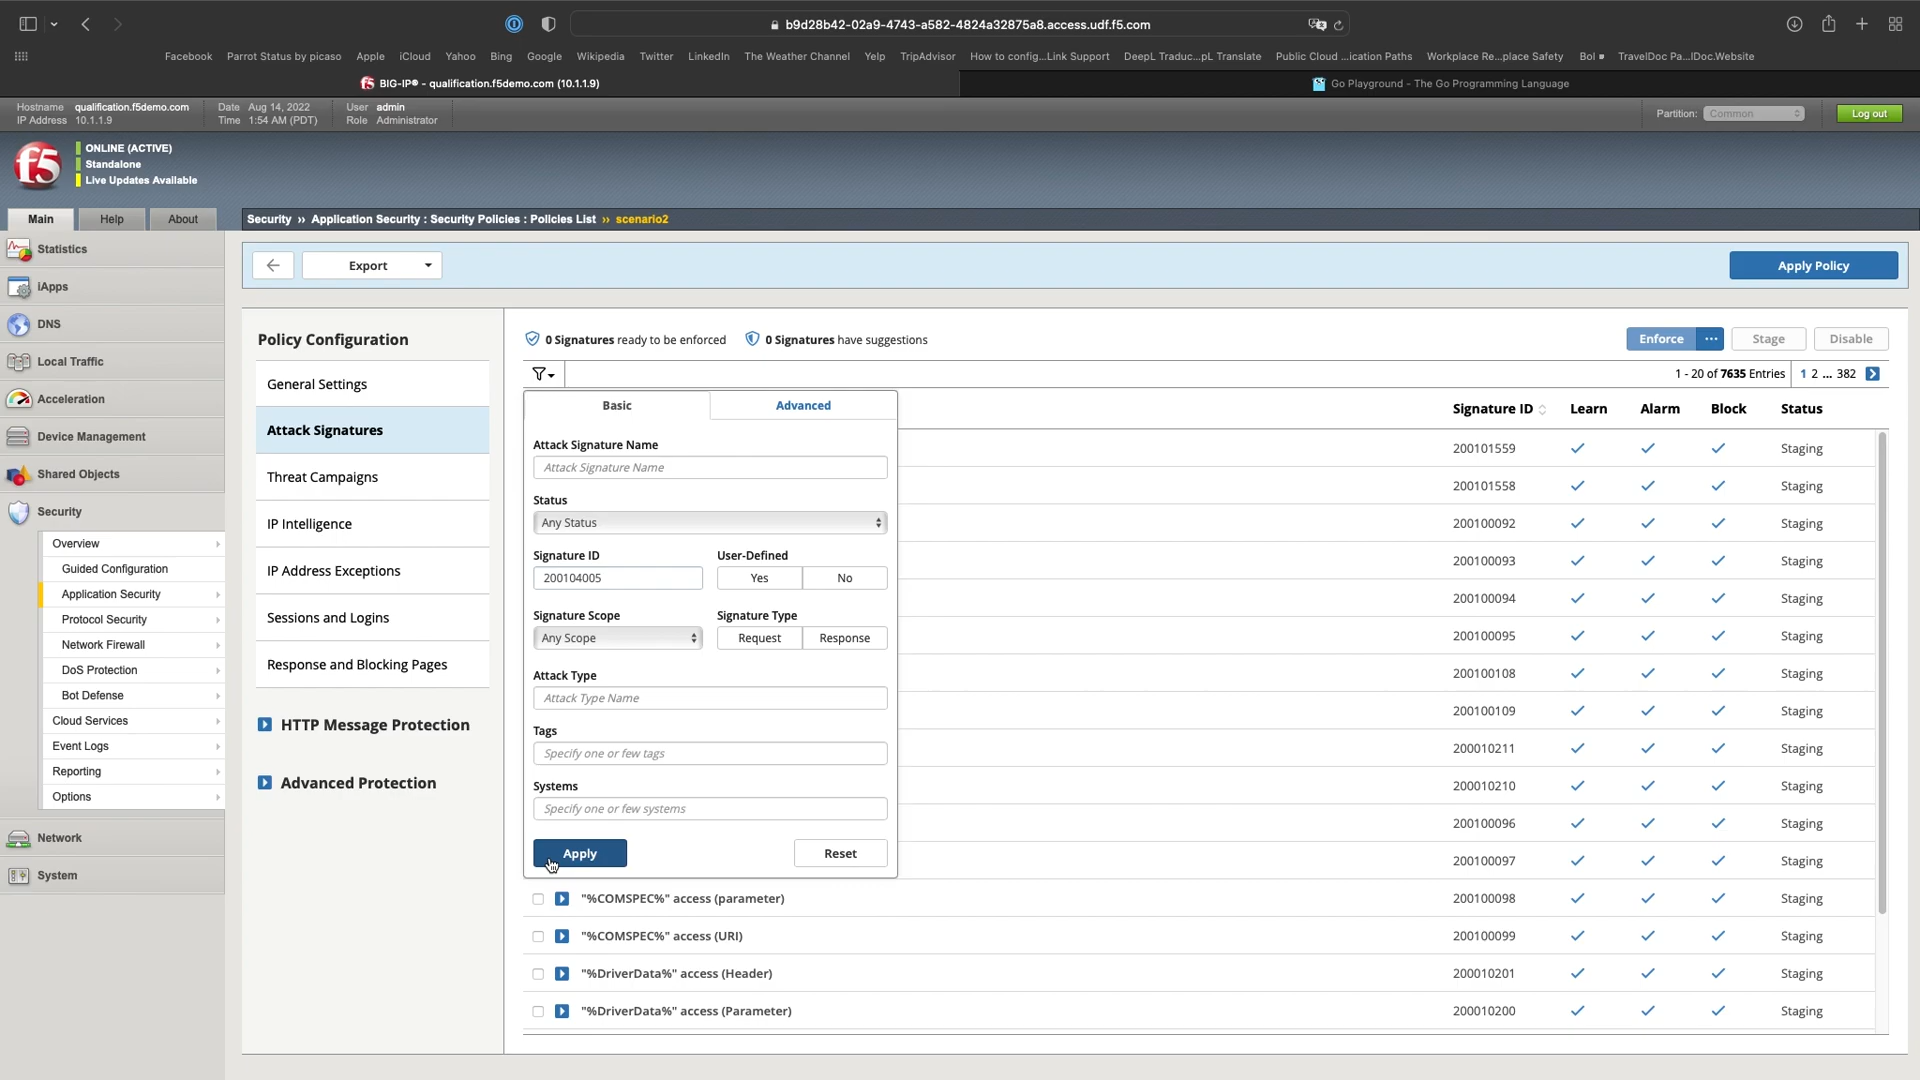 b9d28b42-02a9-4743-a582-4824a32875a8.access.udf.f5.com
Facebook Parrot Status by picaso Apple iCloud Yahoo Bing Google Wikipedia Twitter LinkedIn The Weather Channel Yelp TripAdvisor How to config...Link Support DeepL Traduc...pL Translate Public Cloud ...ication Paths Workplace Re...place Safety Bol TravelDoc Pa...lDoc.Website
BIG-IP® - qualification.f5demo.com (10.1.1.9) Go Playground - The Go Programming Language
Hostname qualification.f5demo.com Date Aug 14, 2022 User admin
IP Address 10.1.1.9 Time 1:54 AM (PDT) Role Administrator
Partition: Common Log out
f5
ONLINE (ACTIVE)
Standalone
Live Updates Available
Main Help About
Security ›› Application Security : Security Policies : Policies List ›› scenario2
Statistics
iApps
DNS
Local Traffic
Acceleration
Device Management
Shared Objects
Security
Overview
Guided Configuration
Application Security
Protocol Security
Network Firewall
DoS Protection
Bot Defense
Cloud Services
Event Logs
Reporting
Options
Network
System
Export Apply Policy
Policy Configuration
General Settings
Attack Signatures
Threat Campaigns
IP Intelligence
IP Address Exceptions
Sessions and Logins
Response and Blocking Pages
HTTP Message Protection
Advanced Protection
0 Signatures ready to be enforced 0 Signatures have suggestions
Enforce ... Stage Disable
1 - 20 of 7635 Entries 1 2 ... 382
Basic Advanced
Attack Signature Name
Attack Signature Name
Status
Any Status
Signature ID User-Defined
200104005 Yes No
Signature Scope Signature Type
Any Scope Request Response
Attack Type
Attack Type Name
Tags
Specify one or few tags
Systems
Specify one or few systems
Apply Reset
Signature ID Learn Alarm Block Status
200101559 Staging
200101558 Staging
200100092 Staging
200100093 Staging
200100094 Staging
200100095 Staging
200100108 Staging
200100109 Staging
200010211 Staging
200010210 Staging
200100096 Staging
200100097 Staging
"%COMSPEC%" access (parameter) 200100098 Staging
"%COMSPEC%" access (URI) 200100099 Staging
"%DriverData%" access (Header) 200010201 Staging
"%DriverData%" access (Parameter) 200010200 Staging